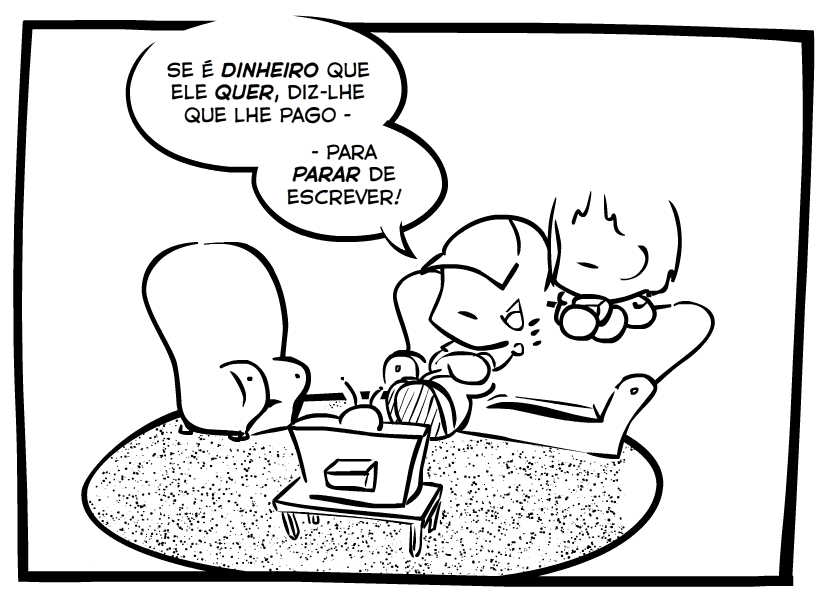 SE É DINHEIRO QUE
ELE QUER, DIZ-LHE
QUE LHE PAGO -
- PARA
PARAR DE
ESCREVER!